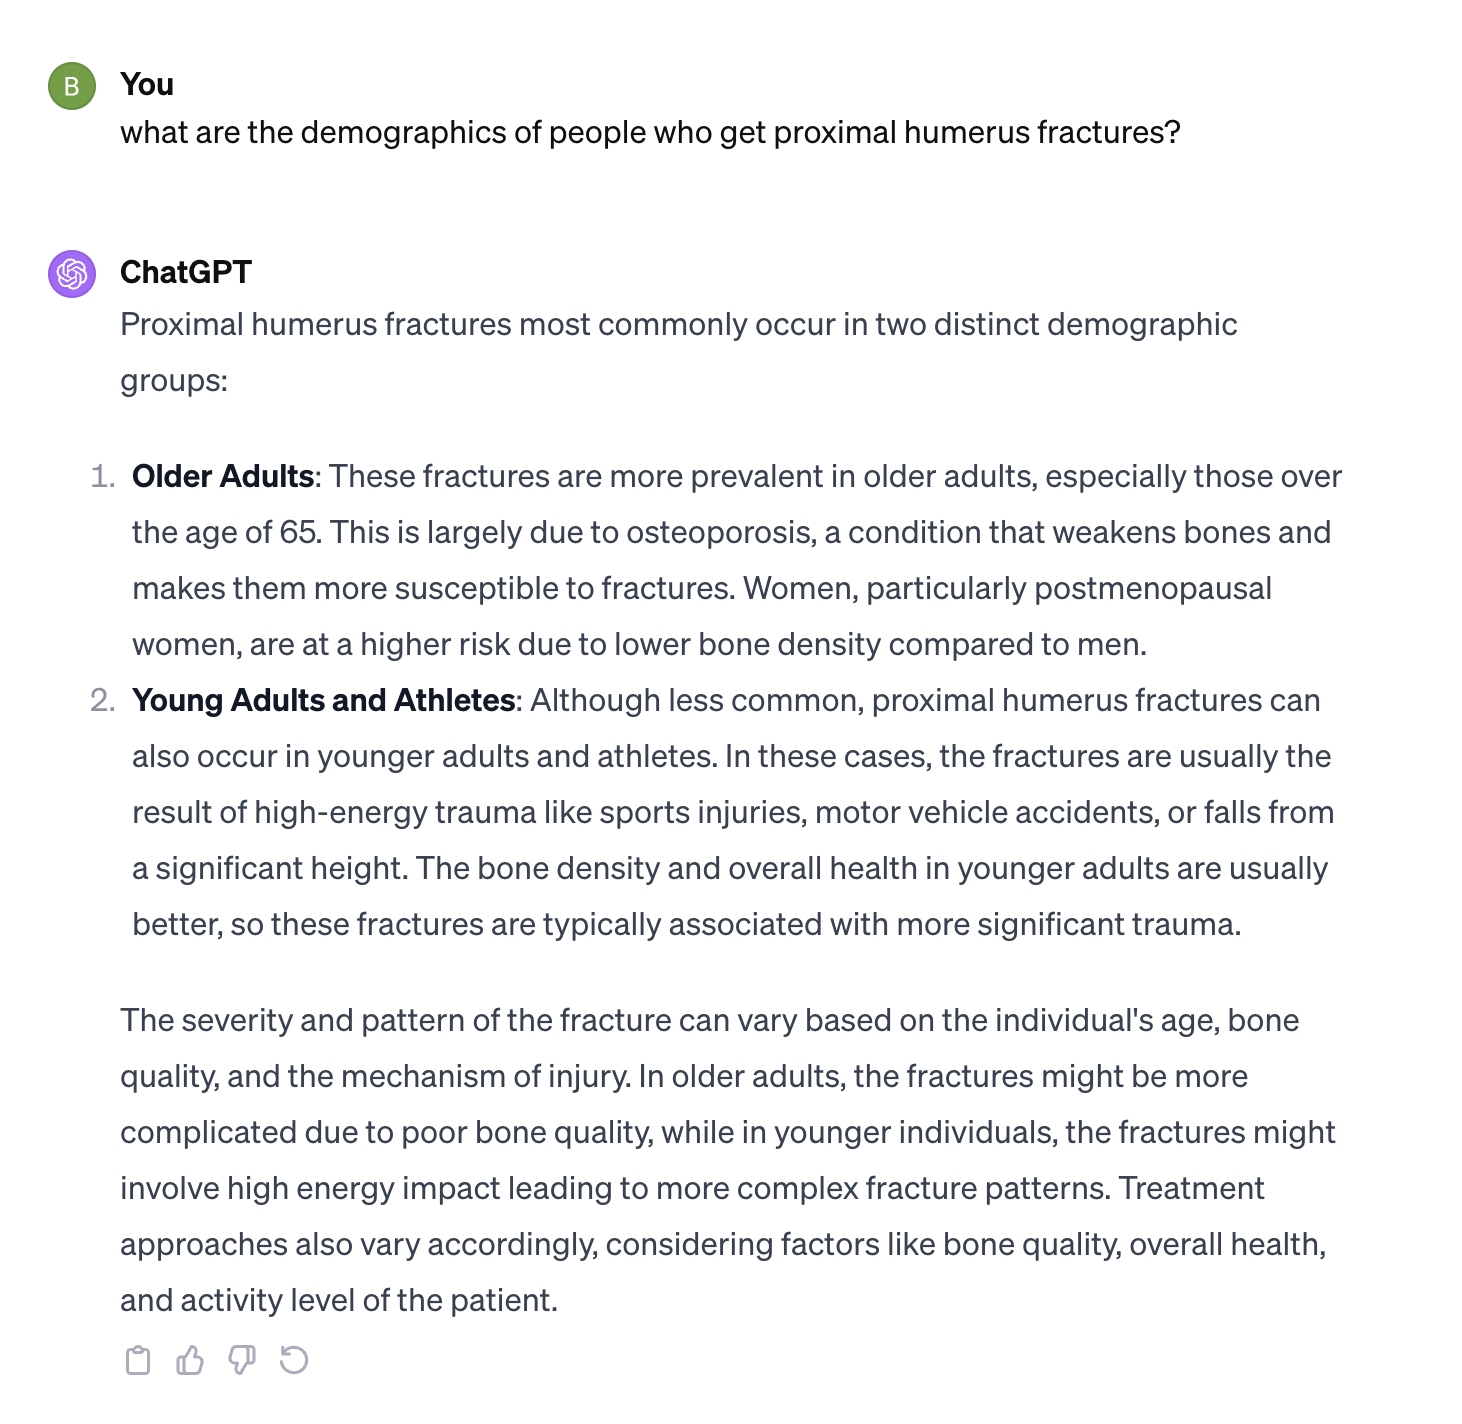 B
You
what are the demographics of people who get proximal humerus fractures?
ChatGPT
Proximal humerus fractures most commonly occur in two distinct demographic
groups:
1. Older Adults: These fractures are more prevalent in older adults, especially those over
the age of 65. This is largely due to osteoporosis, a condition that weakens bones and
makes them more susceptible to fractures. Women, particularly postmenopausal
women, are at a higher risk due to lower bone density compared to men.
2. Young Adults and Athletes: Although less common, proximal humerus fractures can
also occur in younger adults and athletes. In these cases, the fractures are usually the
result of high-energy trauma like sports injuries, motor vehicle accidents, or falls from
a significant height. The bone density and overall health in younger adults are usually
better, so these fractures are typically associated with more significant trauma.
The severity and pattern of the fracture can vary based on the individual's age, bone
quality, and the mechanism of injury. In older adults, the fractures might be more
complicated due to poor bone quality, while in younger individuals, the fractures might
involve high energy impact leading to more complex fracture patterns. Treatment
approaches also vary accordingly, considering factors like bone quality, overall health,
and activity level of the patient.